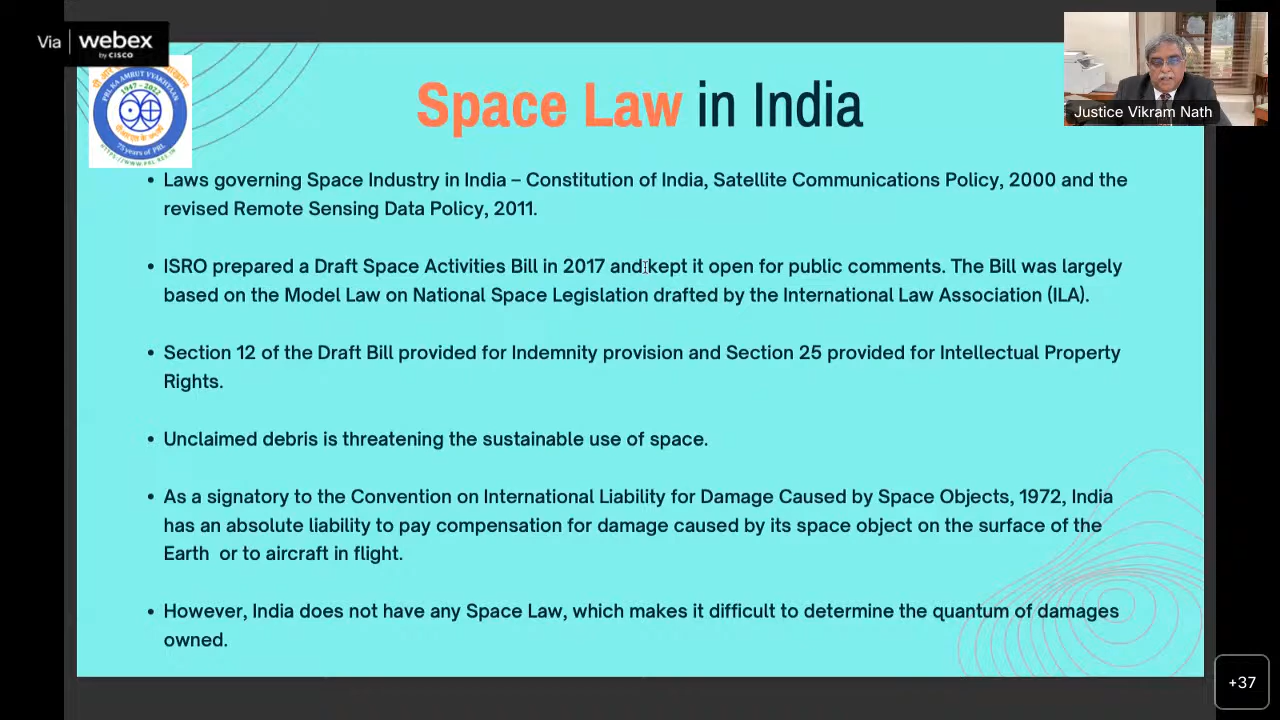 Via webex
by CISCO
Justice Vikram Nath
1947 - 2022
75 years of PRL
Space Law in India
• Laws governing Space Industry in India – Constitution of India, Satellite Communications Policy, 2000 and the
revised Remote Sensing Data Policy, 2011.
• ISRO prepared a Draft Space Activities Bill in 2017 and kept it open for public comments. The Bill was largely
based on the Model Law on National Space Legislation drafted by the International Law Association (ILA).
• Section 12 of the Draft Bill provided for Indemnity provision and Section 25 provided for Intellectual Property
Rights.
• Unclaimed debris is threatening the sustainable use of space.
• As a signatory to the Convention on International Liability for Damage Caused by Space Objects, 1972, India
has an absolute liability to pay compensation for damage caused by its space object on the surface of the
Earth or to aircraft in flight.
• However, India does not have any Space Law, which makes it difficult to determine the quantum of damages
owned.
+37